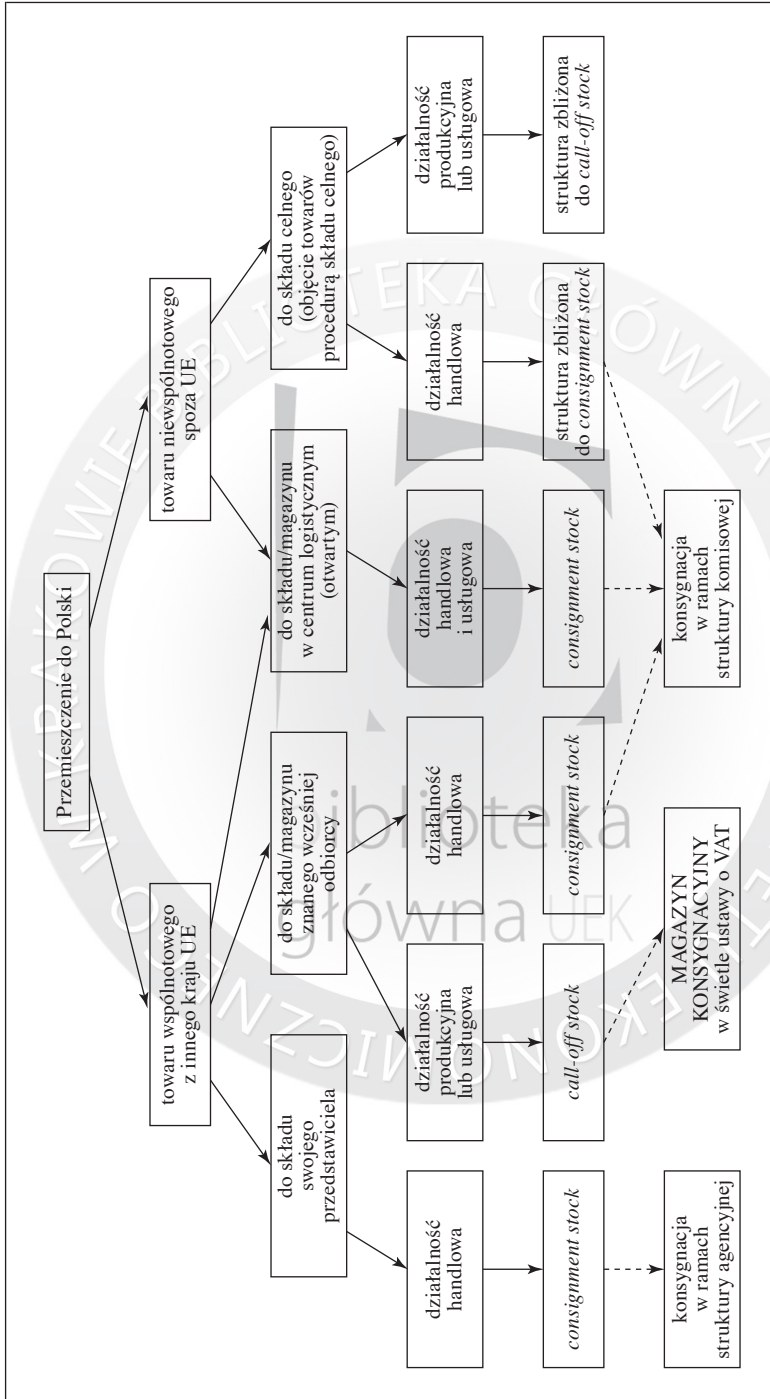 Przemieszczenie do Polski
towaru wspólnotowego
z innego kraju UE
towaru niewspólnotowego
spoza UE
do składu
swojego
przedstawiciela
do składu/magazynu
znanego wcześniej
odbiorcy
do składu/magazynu
w centrum logistycznym
(otwartym)
do składu celnego
(objęcie towarów
procedurą składu celnego)
działalność
handlowa
działalność
produkcyjna
lub usługowa
działalność
handlowa
działalność
handlowa
i usługowa
działalność
handlowa
działalność
produkcyjna
lub usługowa
consignment stock
call-off stock
consignment stock
consignment stock
struktura zbliżona
do consignment stock
struktura zbliżona
do call-off stock
konsygnacja
w ramach
struktury agencyjnej
MAGAZYN
KONSYGNACYJNY
w świetle ustawy o VAT
konsygnacja
w ramach
struktury komisowej
biblioteka
główna UEK
W KRAKOWIE BIBLIOTEKA GŁÓWNA
EKONOMICZNEGO